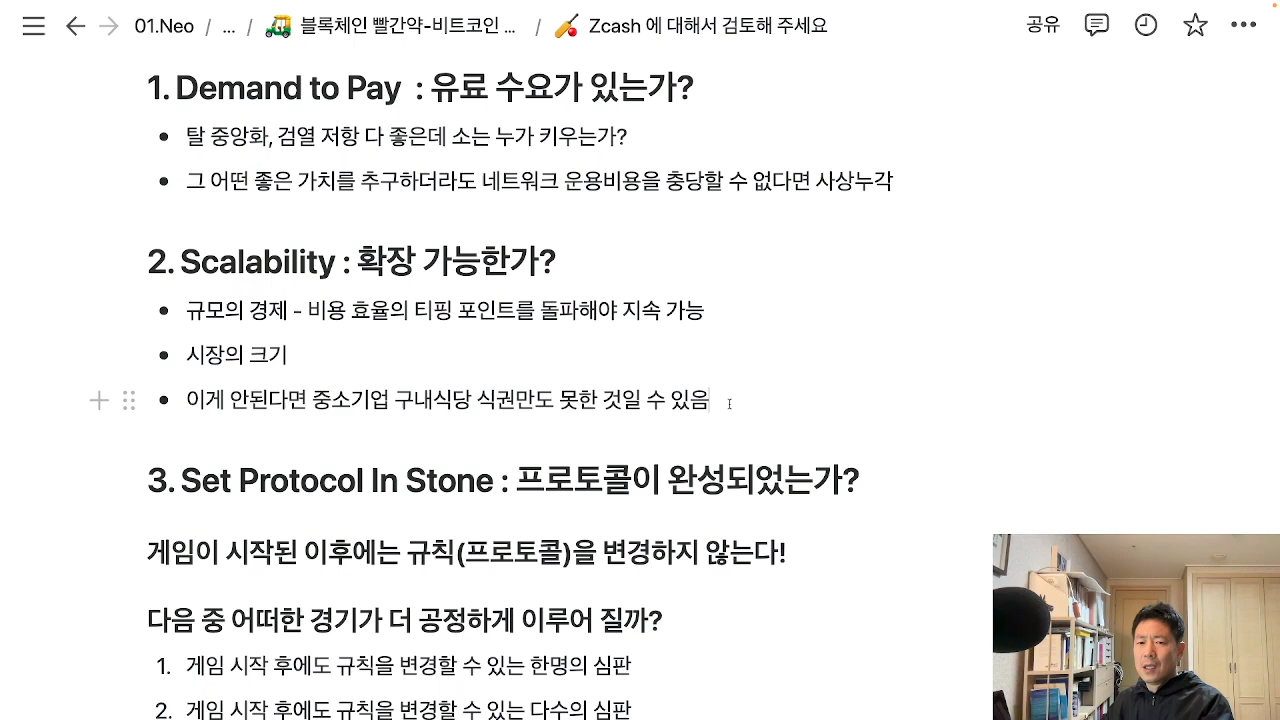 01.Neo / ... / 블록체인 빨간약-비트코인 ... / Zcash 에 대해서 검토해 주세요 공유
1. Demand to Pay : 유료 수요가 있는가?
탈 중앙화, 검열 저항 다 좋은데 소는 누가 키우는가?
그 어떤 좋은 가치를 추구하더라도 네트워크 운용비용을 충당할 수 없다면 사상누각
2. Scalability : 확장 가능한가?
규모의 경제 - 비용 효율의 티핑 포인트를 돌파해야 지속 가능
시장의 크기
이게 안된다면 중소기업 구내식당 식권만도 못한 것일 수 있음
3. Set Protocol In Stone : 프로토콜이 완성되었는가?
게임이 시작된 이후에는 규칙(프로토콜)을 변경하지 않는다!
다음 중 어떠한 경기가 더 공정하게 이루어 질까?
1. 게임 시작 후에도 규칙을 변경할 수 있는 한명의 심판
2. 게임 시작 후에도 규칙을 변경할 수 있는 다수의 심판